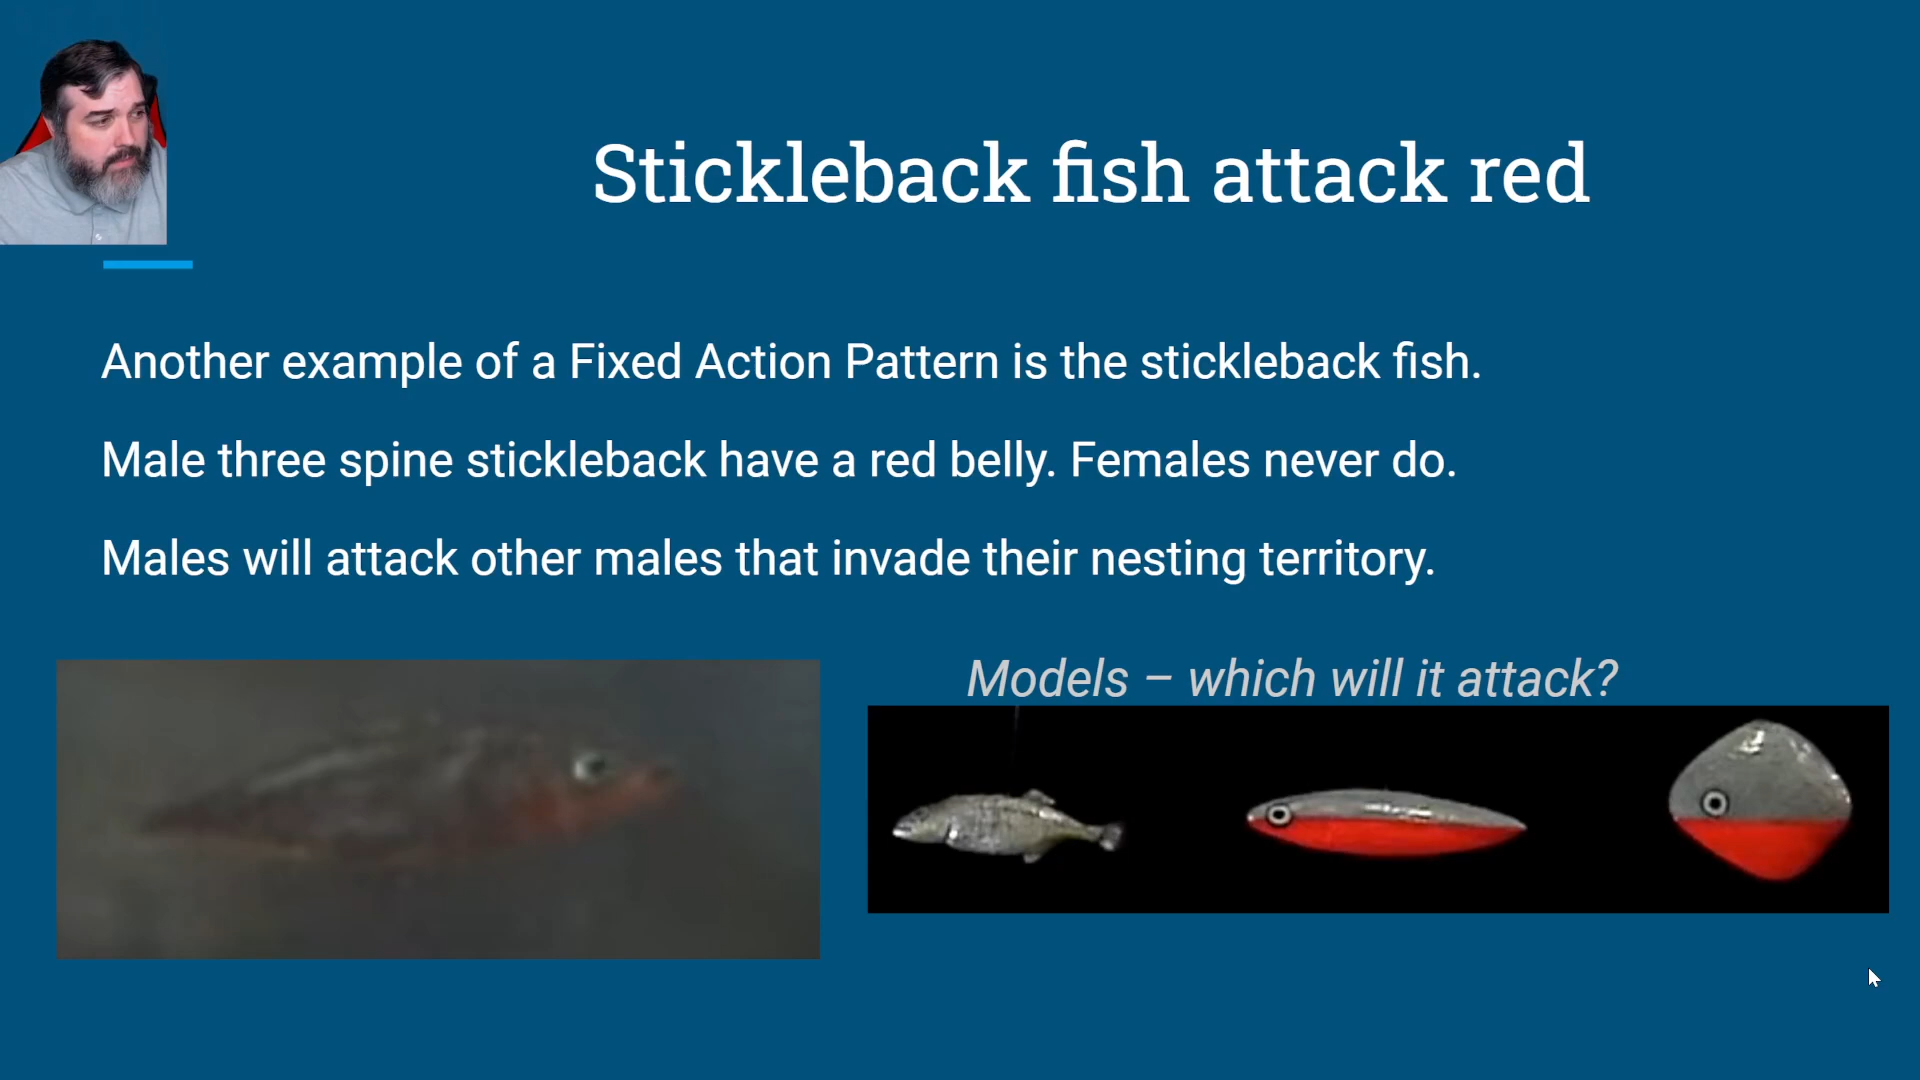 Stickleback fish attack red
Another example of a Fixed Action Pattern is the stickleback fish.
Male three spine stickleback have a red belly. Females never do.
Males will attack other males that invade their nesting territory.
Models – which will it attack?